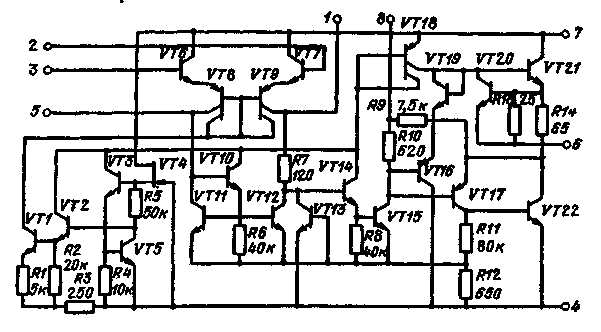 1
8
VT18
7
2
VT6
VT7
VT19
VT20
3
VT8
VT9
VT21
5
R9
7,5к
R14
65
R10
620
6
VT3
VT4
VT10
R7
120
VT14
VT16
VT17
VT1
VT2
R5
50к
VT11
VT12
VT13
VT15
VT22
VT5
R6
40к
R8
40к
R11
80к
R1
5к
R2
20к
R3
250
R4
10к
R12
650
4